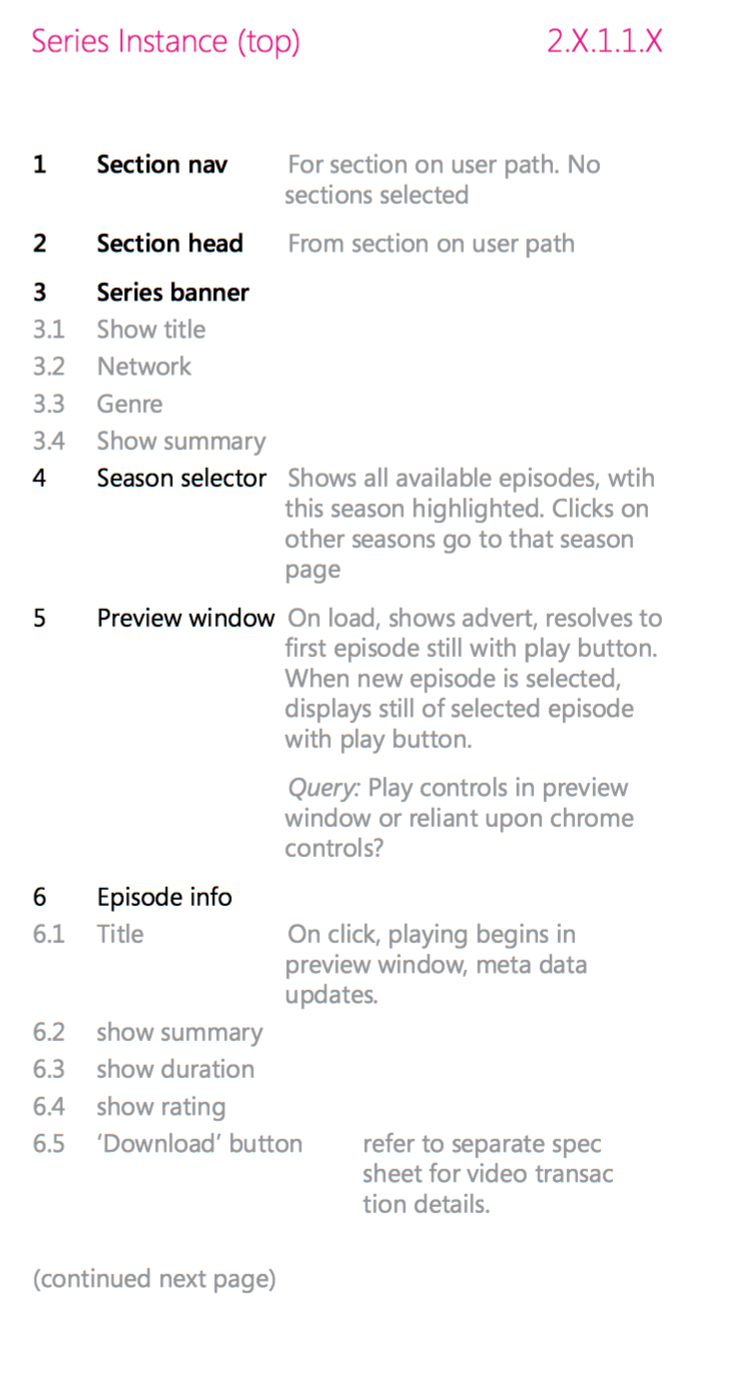 Series Instance (top) 2.X.1.1.X
1 Section nav For section on user path. No
sections selected
2 Section head From section on user path
3 Series banner
3.1 Show title
3.2 Network
3.3 Genre
3.4 Show summary
4 Season selector Shows all available episodes, wtih
this season highlighted. Clicks on
other seasons go to that season
page
5 Preview window On load, shows advert, resolves to
first episode still with play button.
When new episode is selected,
displays still of selected episode
with play button.
Query: Play controls in preview
window or reliant upon chrome
controls?
6 Episode info
6.1 Title On click, playing begins in
preview window, meta data
updates.
6.2 show summary
6.3 show duration
6.4 show rating
6.5 ‘Download’ button refer to separate spec
sheet for video transac
tion details.
(continued next page)